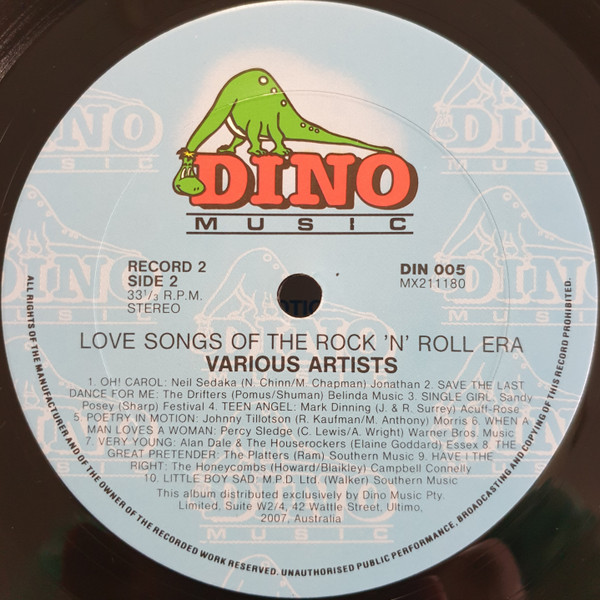 DINO
MUSIC
RECORD 2
SIDE 2
33 1/3 R.P.M.
STEREO
DIN 005
MX211180
LOVE SONGS OF THE ROCK 'N' ROLL ERA
VARIOUS ARTISTS
1. OH! CAROL: Neil Sedaka (N. Chinn/M. Chapman) Jonathan 2. SAVE THE LAST
DANCE FOR ME: The Drifters (Pomus/Shuman) Belinda Music 3. SINGLE GIRL, Sandy
Posey (Sharp) Festival 4. TEEN ANGEL: Mark Dinning (J. & R. Surrey) Acuff-Rose
5. POETRY IN MOTION: Johnny Tillotson (R. Kaufman/M. Anthony) Morris 6. WHEN A
MAN LOVES A WOMAN: Percy Sledge (C. Lewis/A. Wright) Warner Bros. Music
7. VERY YOUNG: Alan Dale & The Houserockers (Elaine Goddard) Essex 8. THE
GREAT PRETENDER: The Platters (Ram) Southern Music 9. HAVE I THE
RIGHT: The Honeycombs (Howard/Blaikley) Campbell Connelly
10. LITTLE BOY SAD: M.P.D. Ltd. (Walker) Southern Music
This album distributed exclusively by Dino Music Pty.
Limited, Suite W2/4, 42 Wattle Street, Ultimo,
2007, Australia
ALL RIGHTS OF THE MANUFACTURER AND OF THE OWNER OF THE RECORDED WORK RESERVED. UNAUTHORISED PUBLIC PERFORMANCE, BROADCASTING AND COPYING OF THIS RECORD PROHIBITED.